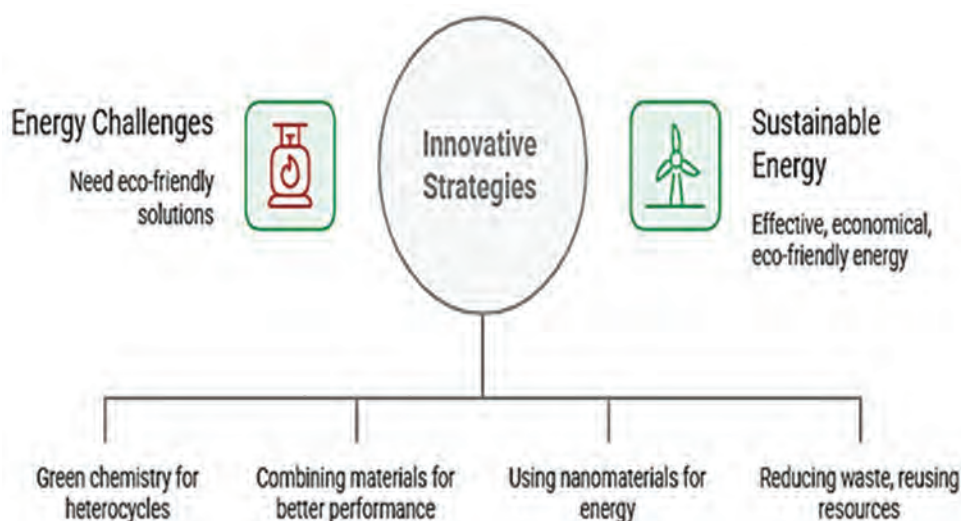 Energy Challenges
Need eco-friendly
solutions
Innovative
Strategies
Sustainable
Energy
Effective, economical,
eco-friendly energy
Green chemistry for
heterocycles
Combining materials for
better performance
Using nanomaterials for
energy
Reducing waste, reusing
resources